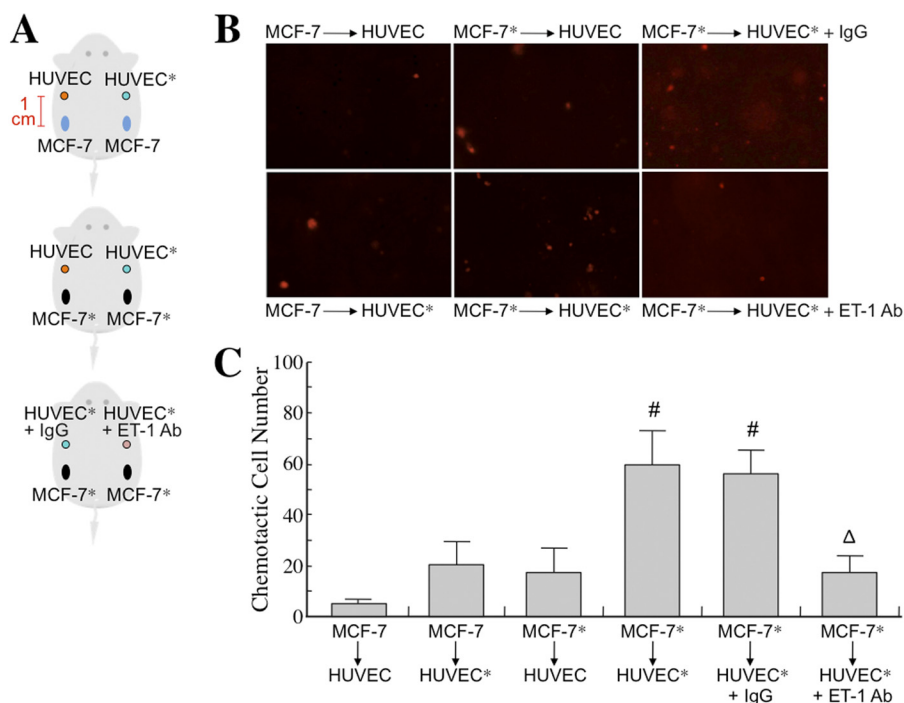 A
HUVEC HUVEC*
1
cm
MCF-7 MCF-7
HUVEC HUVEC*
MCF-7* MCF-7*
HUVEC* HUVEC*
+ IgG + ET-1 Ab
MCF-7* MCF-7*
B
MCF-7 → HUVEC MCF-7* → HUVEC MCF-7* → HUVEC* + IgG
MCF-7 → HUVEC* MCF-7* → HUVEC* MCF-7* → HUVEC* + ET-1 Ab
C
Chemotactic Cell Number
100
80
60
40
20
0
# # Δ
MCF-7 MCF-7 MCF-7* MCF-7* MCF-7* MCF-7*
↓ ↓ ↓ ↓ ↓ ↓
HUVEC HUVEC* HUVEC HUVEC* HUVEC* HUVEC*
+ IgG + ET-1 Ab